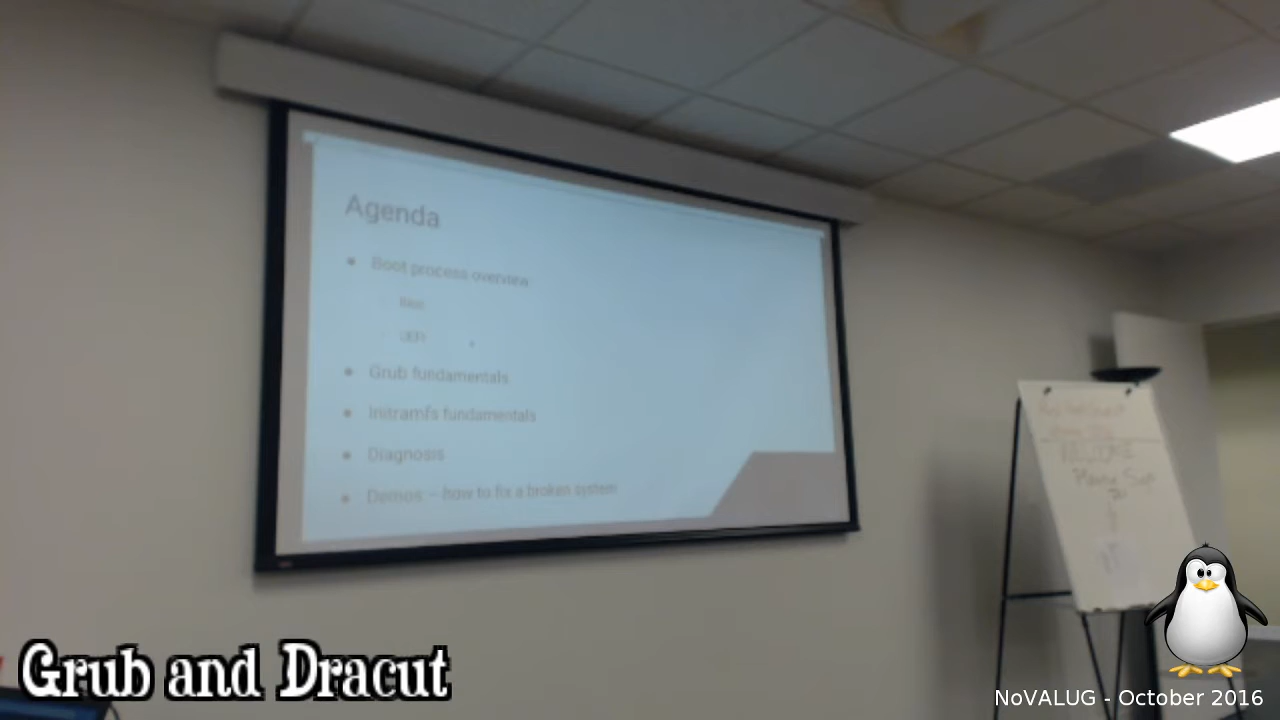 Agenda
Boot process overview
Bios
UEFI
Grub fundamentals
Initramfs fundamentals
Diagnosis
Demos – how to fix a broken system
WELCOME
Grub and Dracut
NoVALUG - October 2016